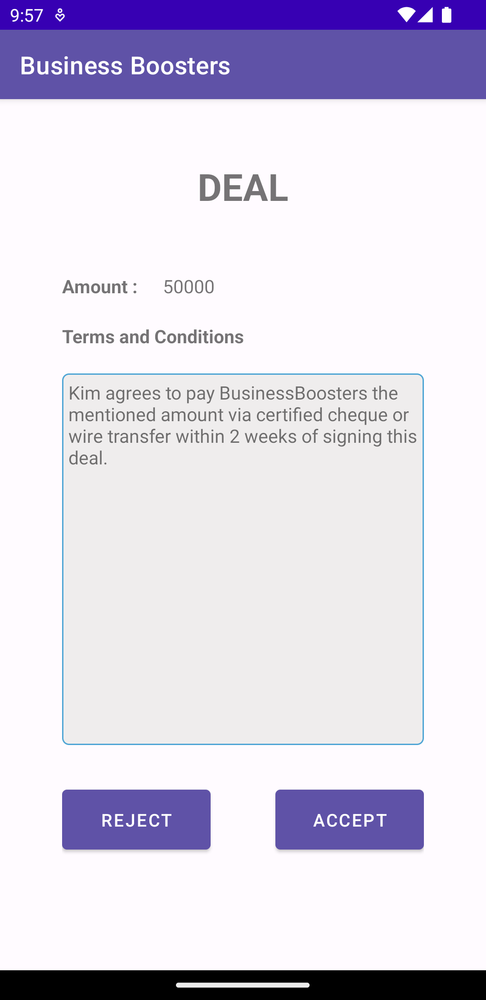 9:57
Business Boosters
DEAL
Amount : 50000
Terms and Conditions
Kim agrees to pay BusinessBoosters the
mentioned amount via certified cheque or
wire transfer within 2 weeks of signing this
deal.
REJECT ACCEPT